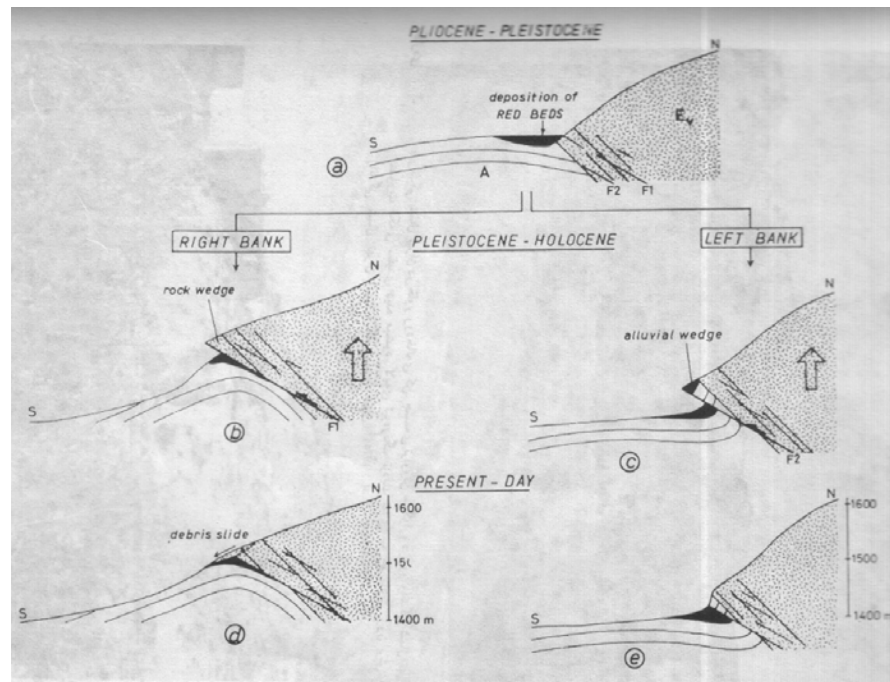 PLIOCENE - PLEISTOCENE
N
deposition of
RED BEDS
Ev
S
a
A
F2 F1
RIGHT BANK
PLEISTOCENE - HOLOCENE
LEFT BANK
N
rock wedge
S
F1
b
N
alluvial wedge
S
F2
c
PRESENT - DAY
N
1600
debris slide
150
S
1400 m
d
N
1600
1500
S
1400 m
e